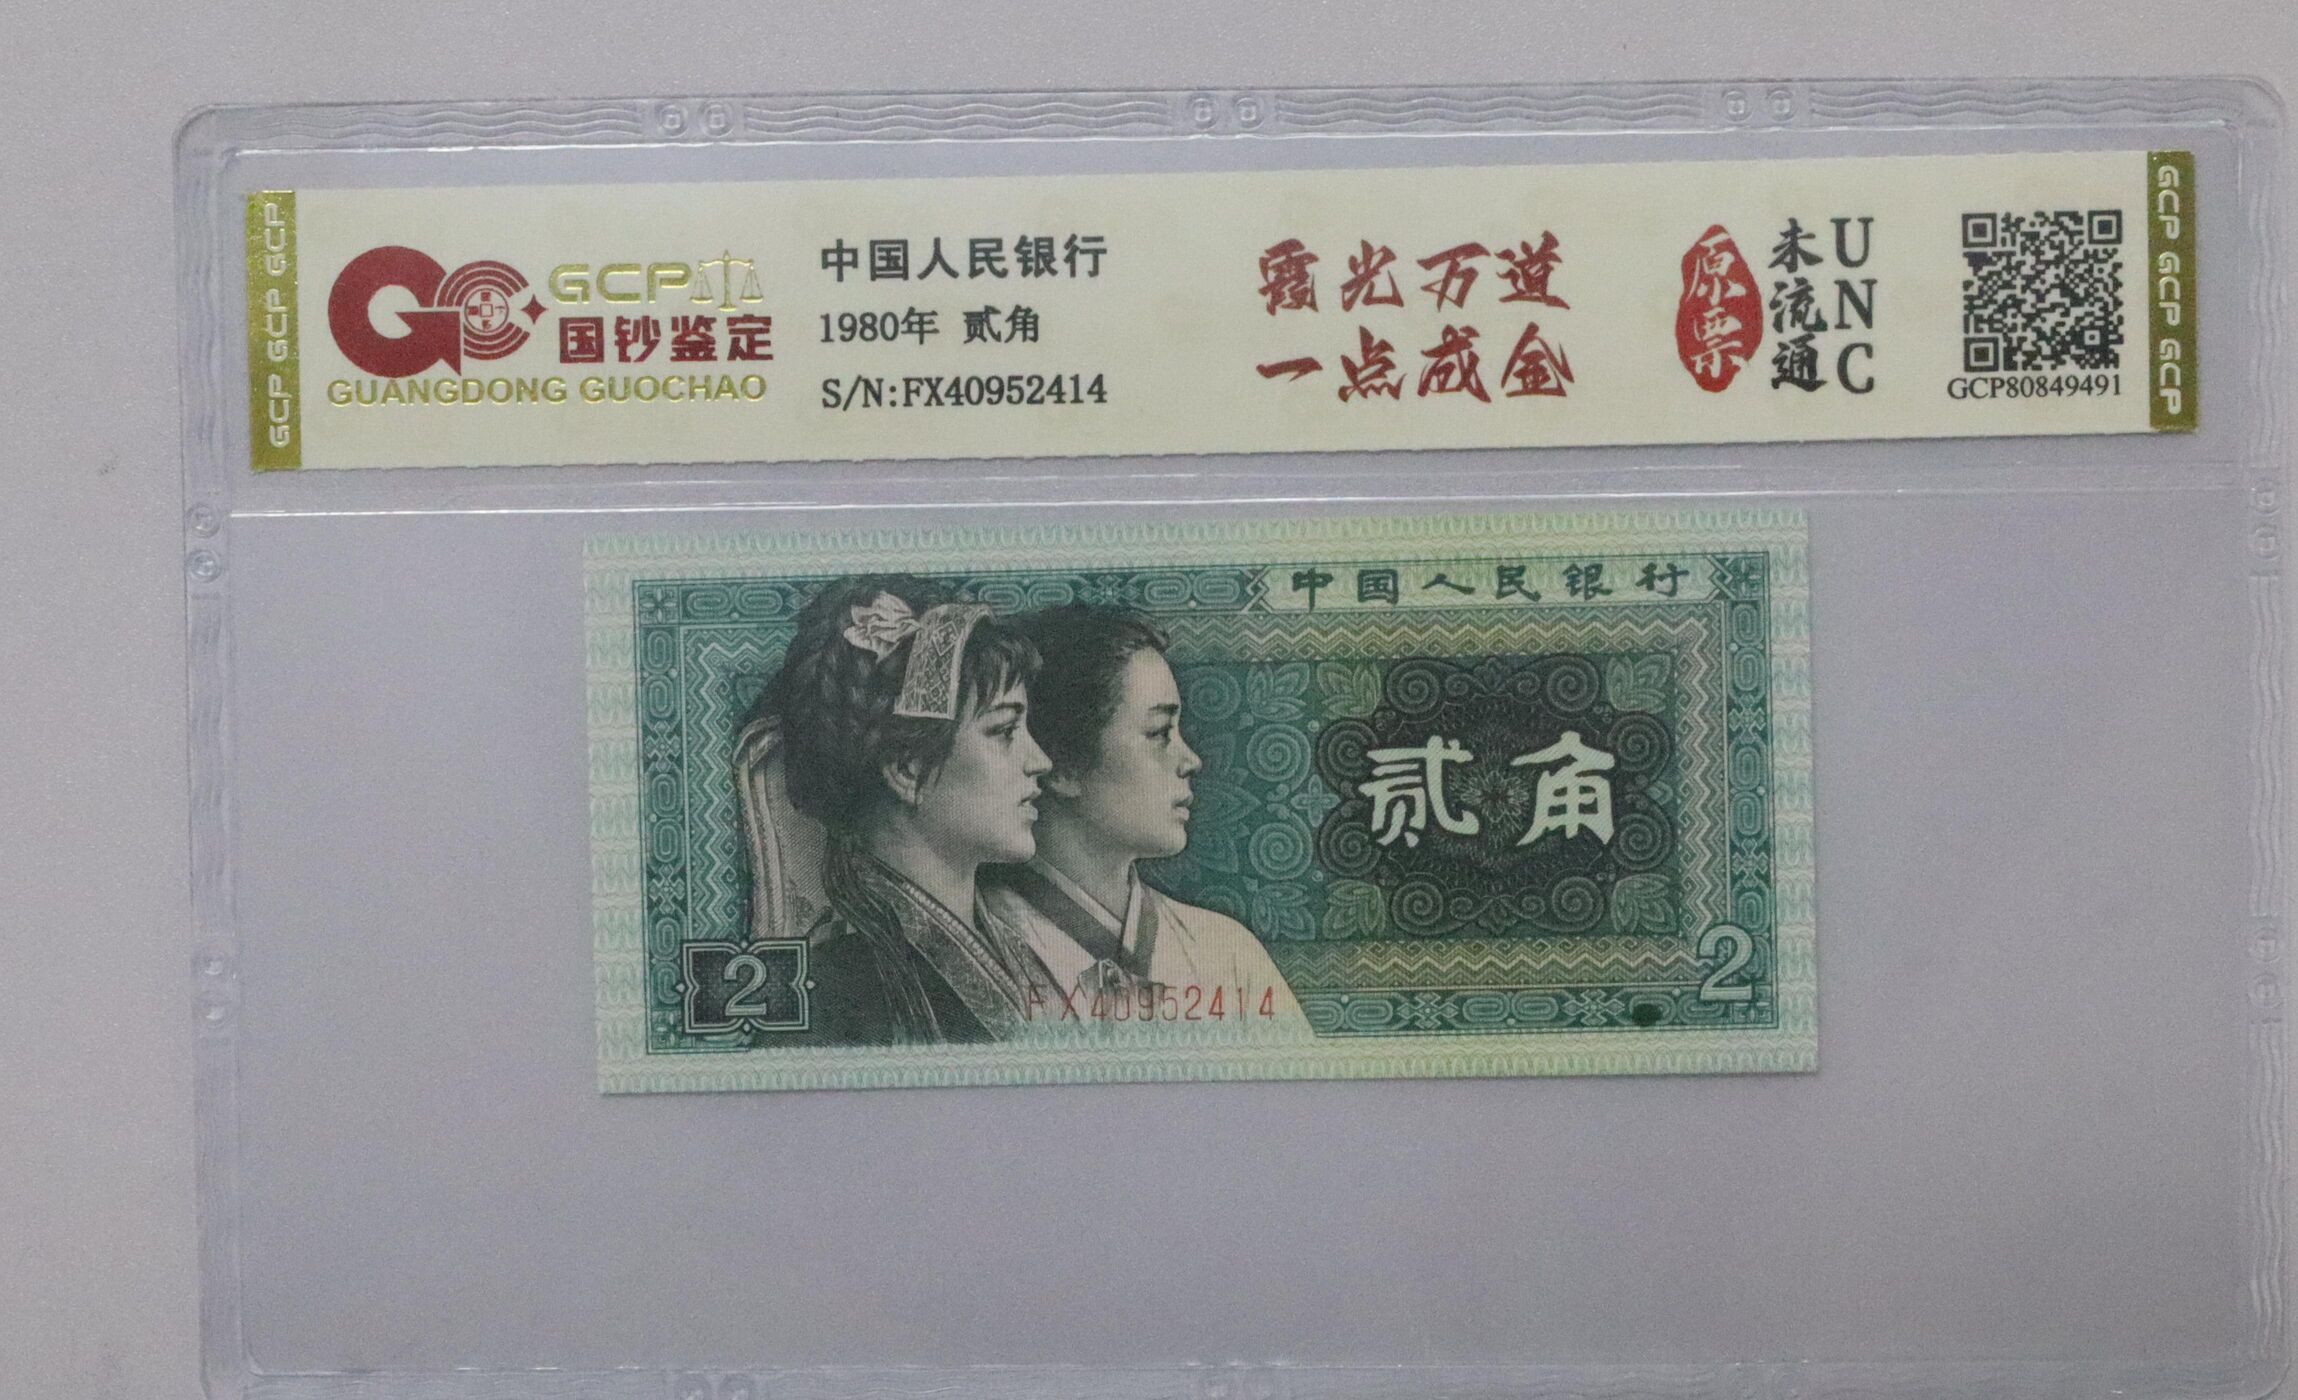 GCP GCP GCP
GCP
国钞鉴定
GUANGDONG GUOCHAO
中国人民银行
1980年 贰角
S/N:FX40952414
霞光万道
一点成金
原票
未流通
UNC
GCP80849491
GCP GCP GCP
中国人民银行
贰角
2
FX40952414
2